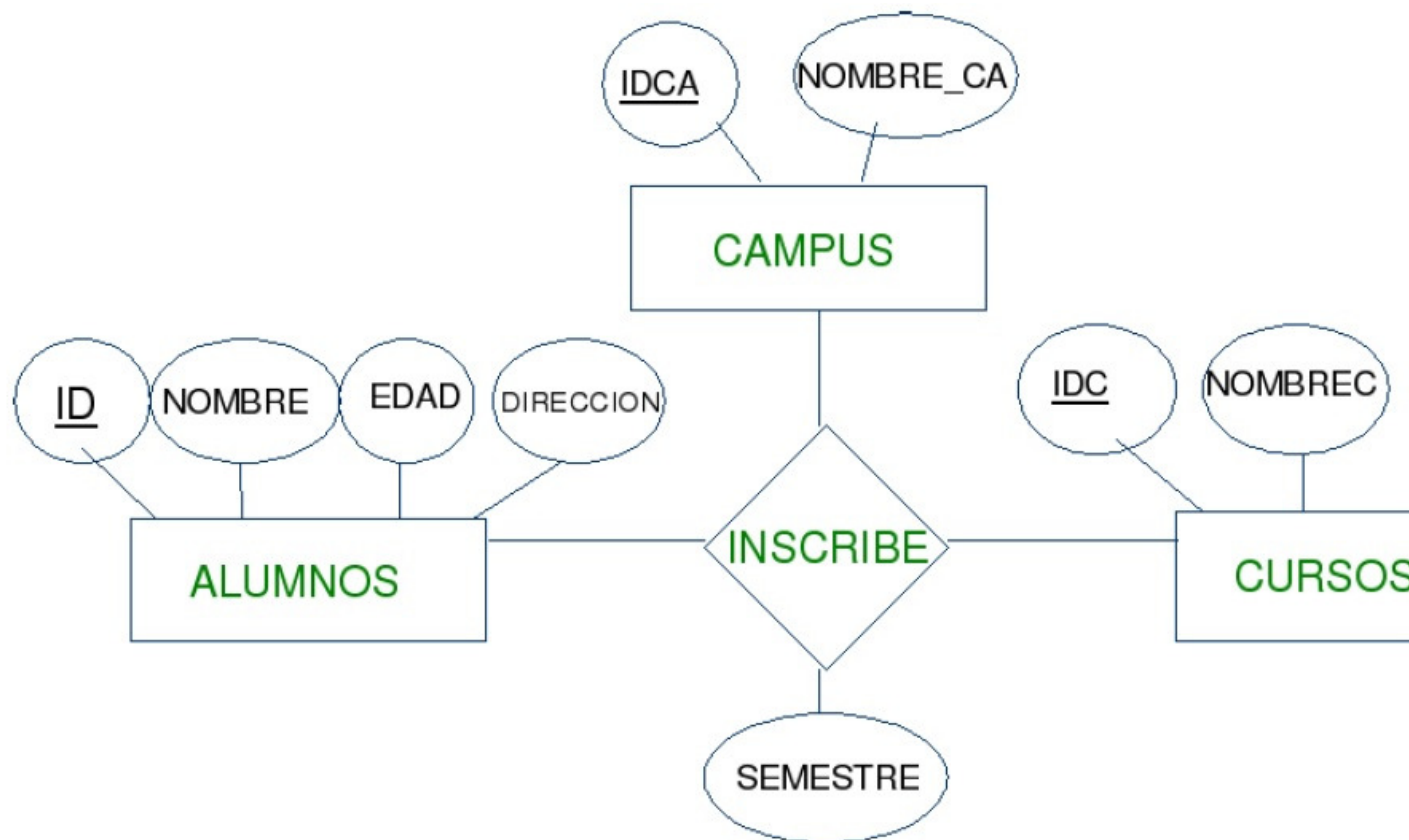 IDCA
NOMBRE_CA
CAMPUS
ID
NOMBRE
EDAD
DIRECCION
IDC
NOMBREC
ALUMNOS
INSCRIBE
CURSOS
SEMESTRE